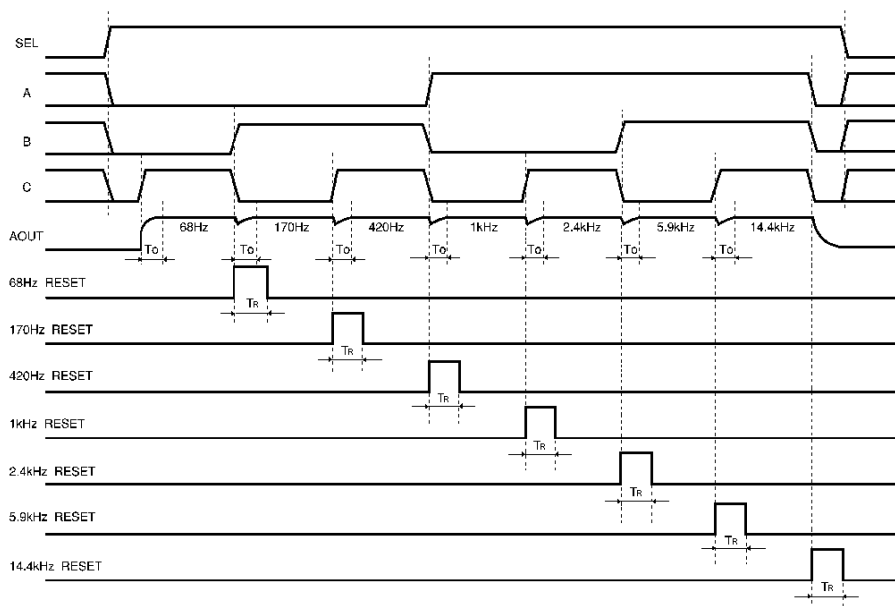 SEL
A
B
C
AOUT
68Hz 170Hz 420Hz 1kHz 2.4kHz 5.9kHz 14.4kHz
To To To To To To To
68Hz RESET
TR
170Hz RESET
TR
420Hz RESET
TR
1kHz RESET
TR
2.4kHz RESET
TR
5.9kHz RESET
TR
14.4kHz RESET
TR